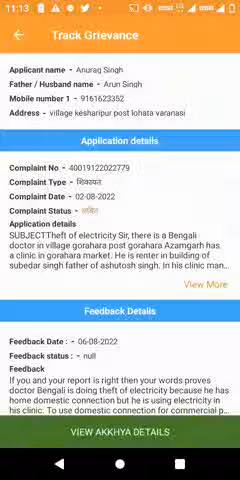 11:13
Track Grievance
Applicant name - Anurag Singh
Father / Husband name - Arun Singh
Mobile number 1 - 9161623352
Address - village kesharipur post lohata varanasi
Application details
Complaint No - 40019122022779
Complaint Type - शिकायत
Complaint Date - 02-08-2022
Complaint Status - लंबित
Application details
SUBJECTTheft of electricity Sir, there is a Bengali
doctor in village gorahara post gorahara Azamgarh has
a clinic in gorahara market. He is renter in building of
subedar singh father of ashutosh singh. In his clinic man...
View More
Feedback Details
Feedback Date : - 06-08-2022
Feedback status : - null
Feedback
If you and your report is right then your words proves
doctor Bengali is doing theft of electricity because he has
home domestic connection but he is using electricity in
his clinic. To use domestic connection for commercial p...
VIEW AKKHYA DETAILS